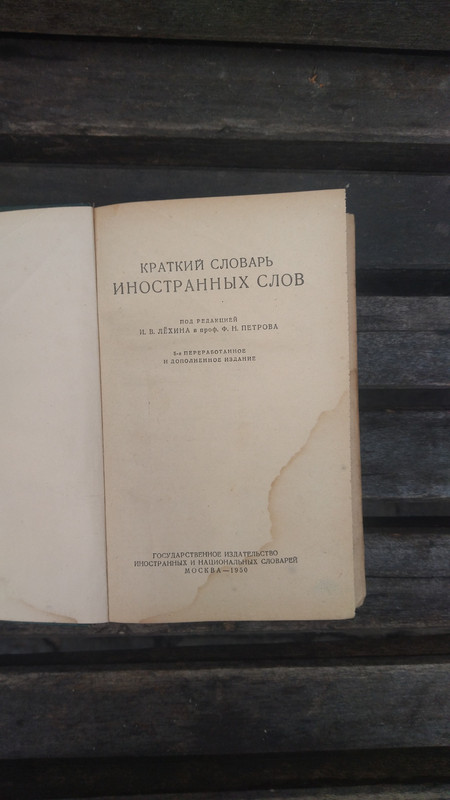 КРАТКИЙ СЛОВАРЬ
ИНОСТРАННЫХ СЛОВ
ПОД РЕДАКЦИЕЙ
И. В. ЛЁХИНА и проф. Ф. Н. ПЕТРОВА
6-е ПЕРЕРАБОТАННОЕ
И ДОПОЛНЕННОЕ ИЗДАНИЕ
ГОСУДАРСТВЕННОЕ ИЗДАТЕЛЬСТВО
ИНОСТРАННЫХ И НАЦИОНАЛЬНЫХ СЛОВАРЕЙ
МОСКВА—1950